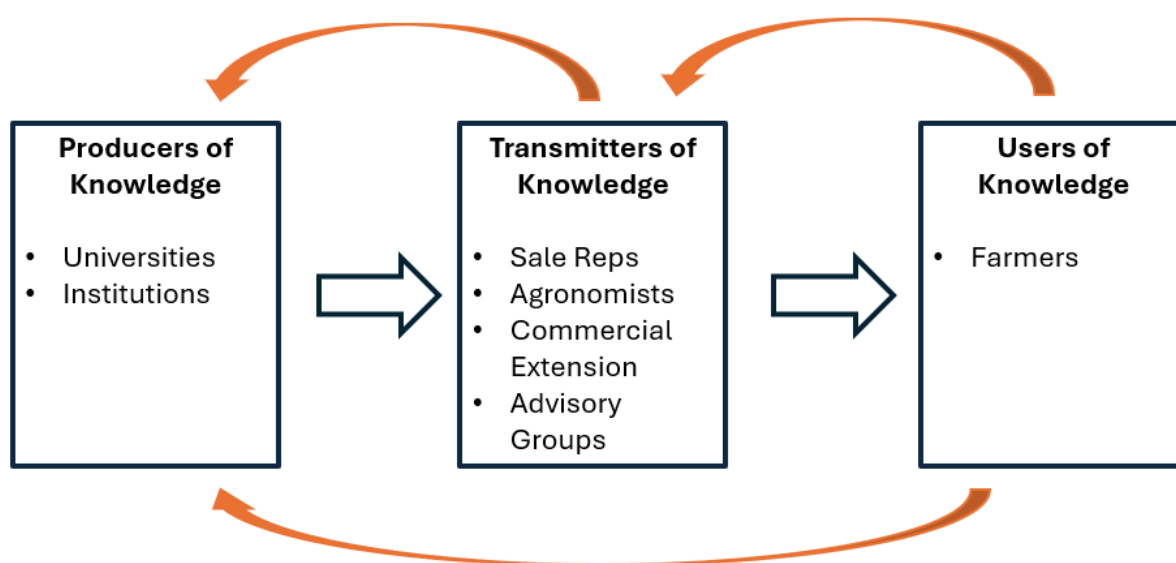 Producers of
Knowledge
• Universities
• Institutions
Transmitters of
Knowledge
• Sale Reps
• Agronomists
• Commercial
Extension
• Advisory
Groups
Users of
Knowledge
• Farmers